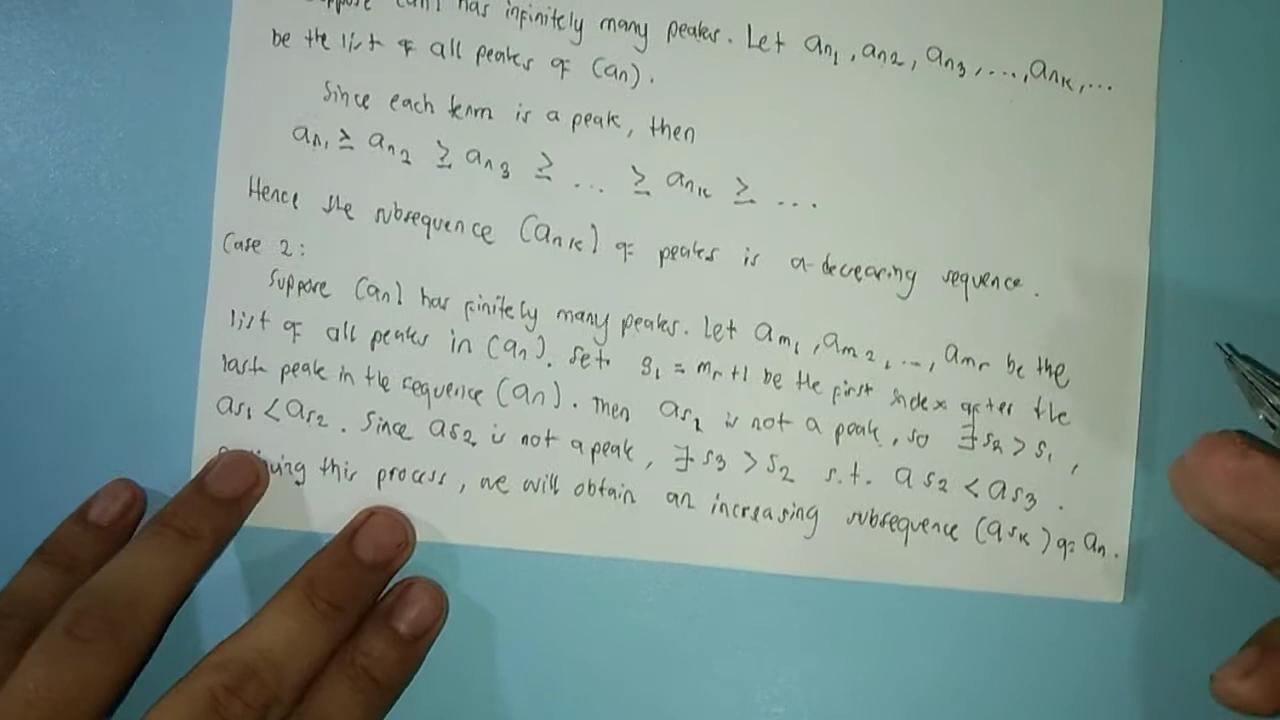 suppose (an) has infinitely many peaks. Let an₁, an₂, an₃, ..., anₖ, ...
be the list of all peaks of (an).
Since each term is a peak, then
an₁ ≥ an₂ ≥ an₃ ≥ ... ≥ anₖ ≥ ...
Hence the subsequence (anₖ) of peaks is a decreasing sequence.
Case 2:
Suppose (an) has finitely many peaks. Let am₁, am₂, ..., amr be the
list of all peaks in (an). Set s₁ = mr+1 be the first index after the
last peak in the sequence (an). Then as₁ is not a peak, so ∃ s₂ > s₁,
as₁ < as₂. Since as₂ is not a peak, ∃ s₃ > s₂ s.t. as₂ < as₃.
this process, we will obtain an increasing subsequence (asₖ) of an.